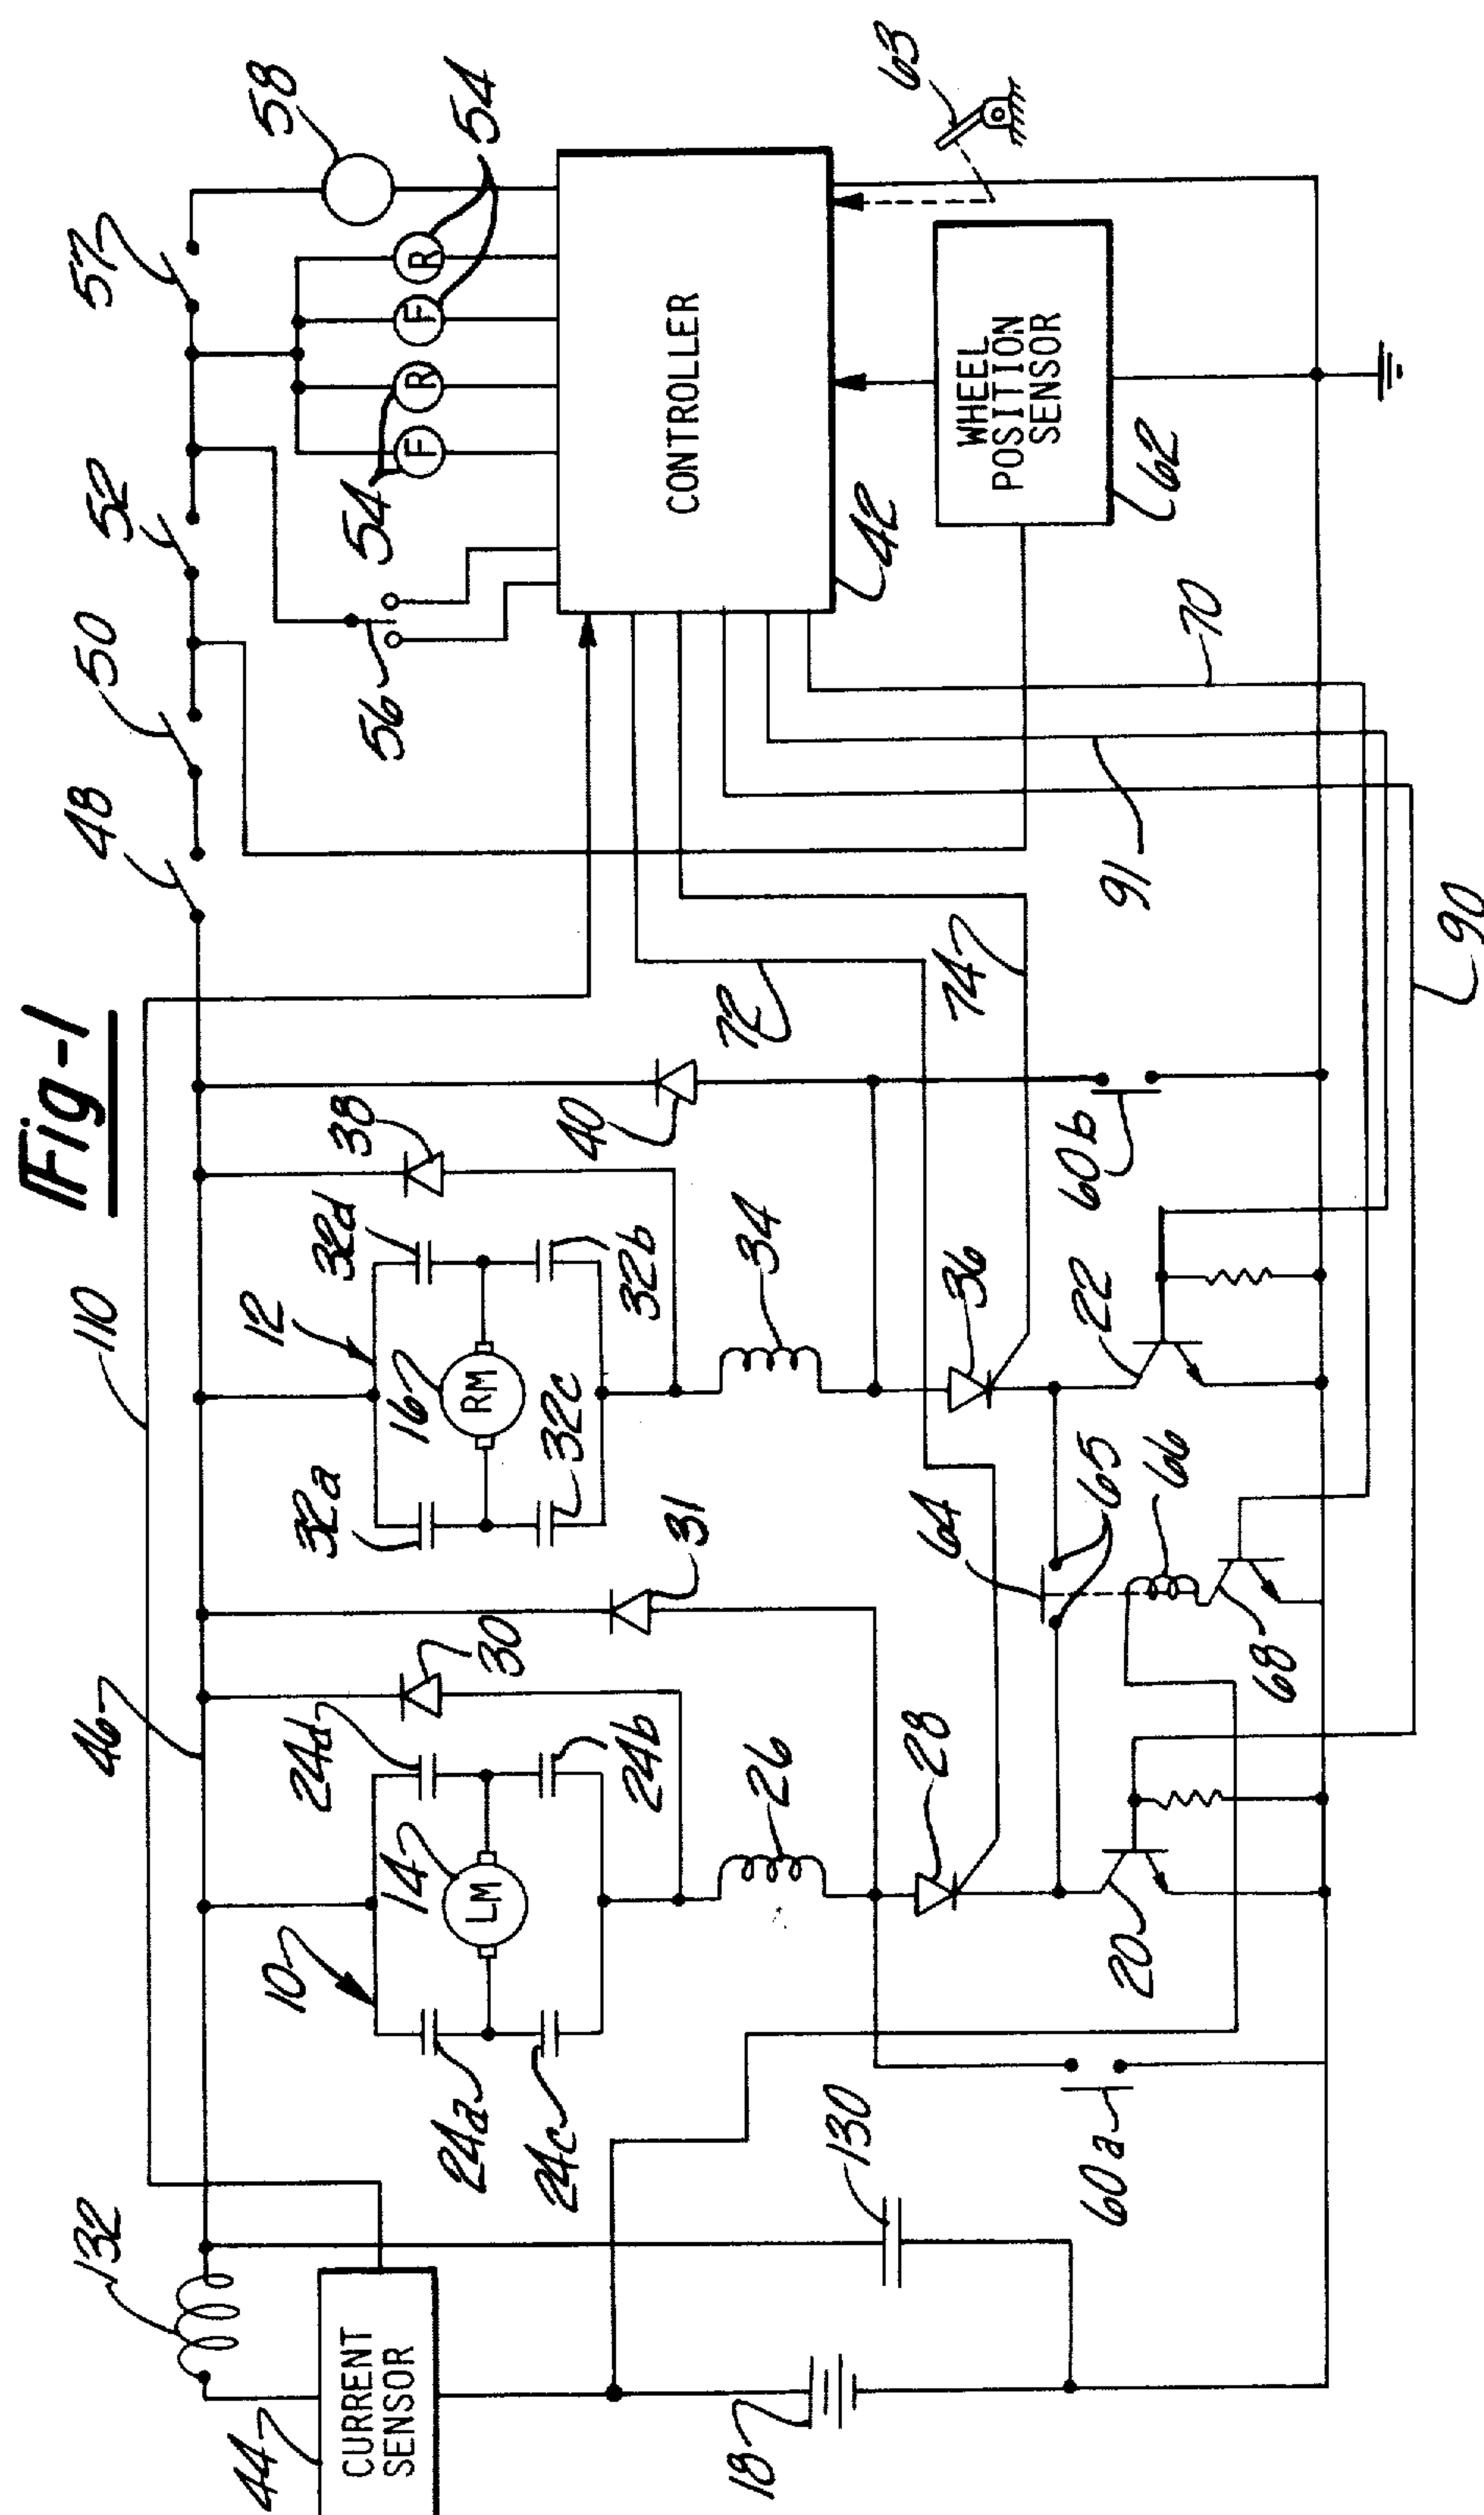 Fig-1
132
44
CURRENT
SENSOR
18
130
110
46
10
14
LM
24a
24d
24c
24b
30
31
26
28
20
60a
12
16
RM
32a
32d
32c
32b
38
40
34
36
22
64
65
66
68
60b
72
74
48
50
52
57
58
54
F
R
F
R
54
56
CONTROLLER
42
WHEEL
POSITION
SENSOR
62
63
70
91
90